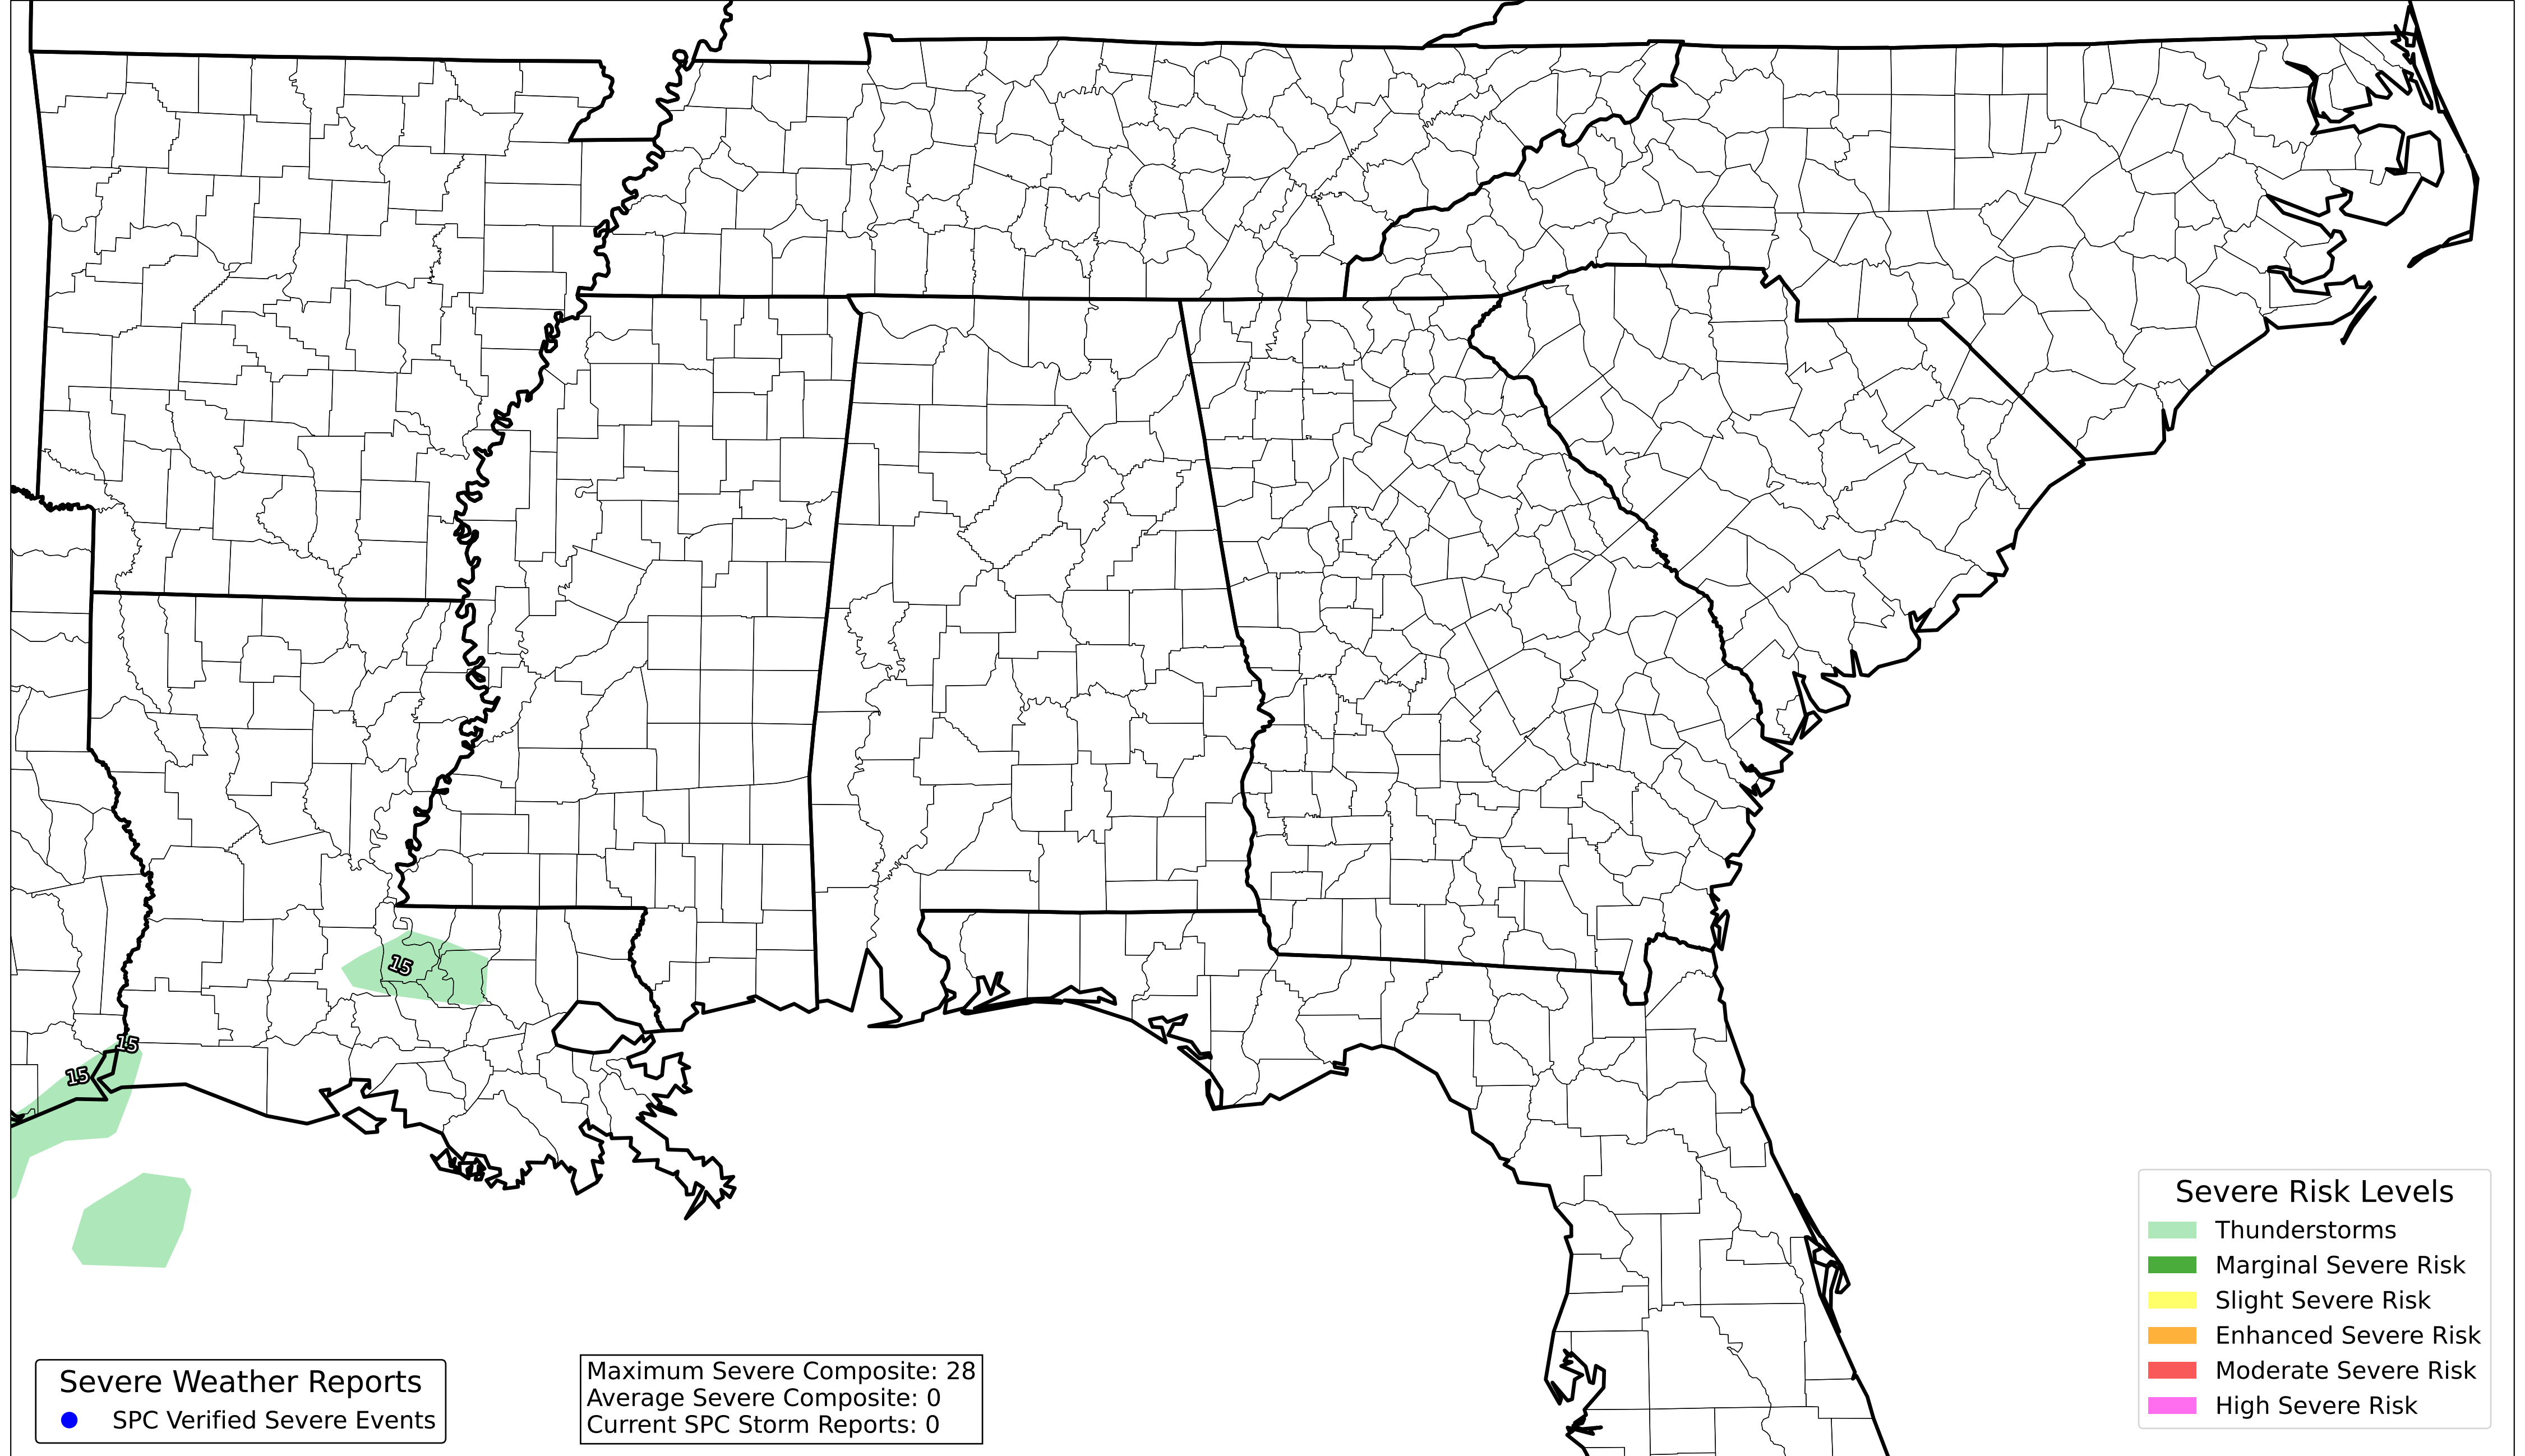 15
15
15
Severe Risk Levels
Thunderstorms
Marginal Severe Risk
Slight Severe Risk
Enhanced Severe Risk
Moderate Severe Risk
High Severe Risk
Severe Weather Reports
SPC Verified Severe Events
Maximum Severe Composite: 28
Average Severe Composite: 0
Current SPC Storm Reports: 0